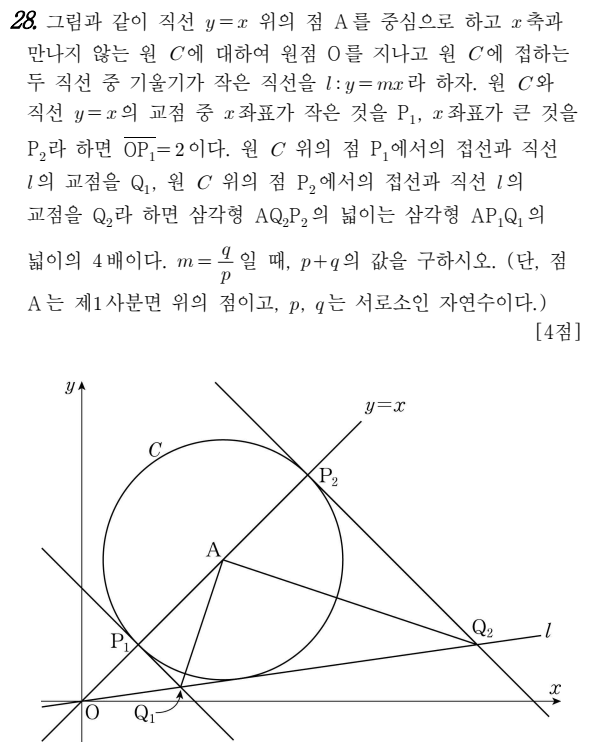 28. 그림과 같이 직선 y=x 위의 점 A를 중심으로 하고 x축과
만나지 않는 원 C에 대하여 원점 O를 지나고 원 C에 접하는
두 직선 중 기울기가 작은 직선을 l : y=mx라 하자. 원 C와
직선 y=x의 교점 중 x좌표가 작은 것을 P₁, x좌표가 큰 것을
P₂라 하면 O̅P̅₁=2이다. 원 C 위의 점 P₁에서의 접선과 직선
l의 교점을 Q₁, 원 C 위의 점 P₂에서의 접선과 직선 l의
교점을 Q₂라 하면 삼각형 AQ₂P₂의 넓이는 삼각형 AP₁Q₁의
넓이의 4배이다. m=q/p일 때, p+q의 값을 구하시오. (단, 점
A는 제1사분면 위의 점이고, p, q는 서로소인 자연수이다.)
[4점]
y
y=x
C
P₂
A
P₁
Q₂
l
x
O
Q₁